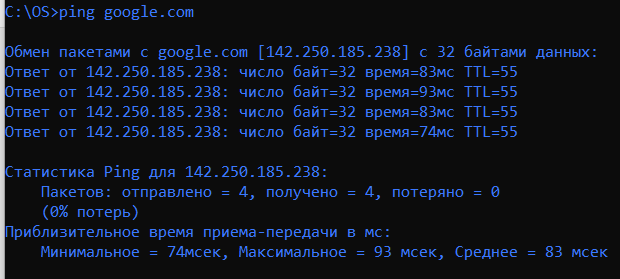 C:\OS>ping google.com
Обмен пакетами с google.com [142.250.185.238] с 32 байтами данных:
Ответ от 142.250.185.238: число байт=32 время=83мс TTL=55
Ответ от 142.250.185.238: число байт=32 время=93мс TTL=55
Ответ от 142.250.185.238: число байт=32 время=83мс TTL=55
Ответ от 142.250.185.238: число байт=32 время=74мс TTL=55
Статистика Ping для 142.250.185.238:
Пакетов: отправлено = 4, получено = 4, потеряно = 0
(0% потерь)
Приблизительное время приема-передачи в мс:
Минимальное = 74мсек, Максимальное = 93 мсек, Среднее = 83 мсек